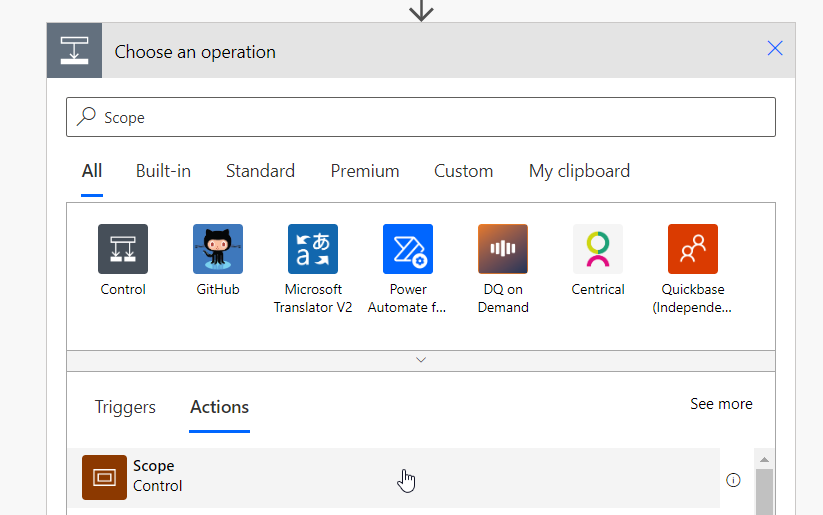 Choose an operation
Scope
All Built-in Standard Premium Custom My clipboard
a あ
Control GitHub Microsoft Translator V2 Power Automate f... DQ on Demand Centrical Quickbase (Independe...
Triggers Actions See more
Scope
Control